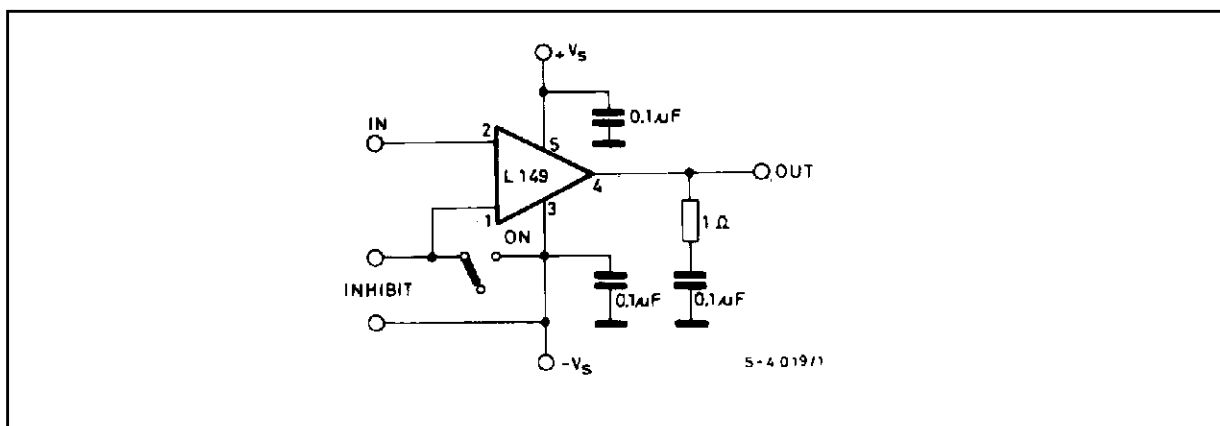 +Vs
0.1µF
IN
2
5
L 149
4
OUT
1
3
1 Ω
ON
INHIBIT
0.1µF
0.1µF
-Vs
S-4019/1